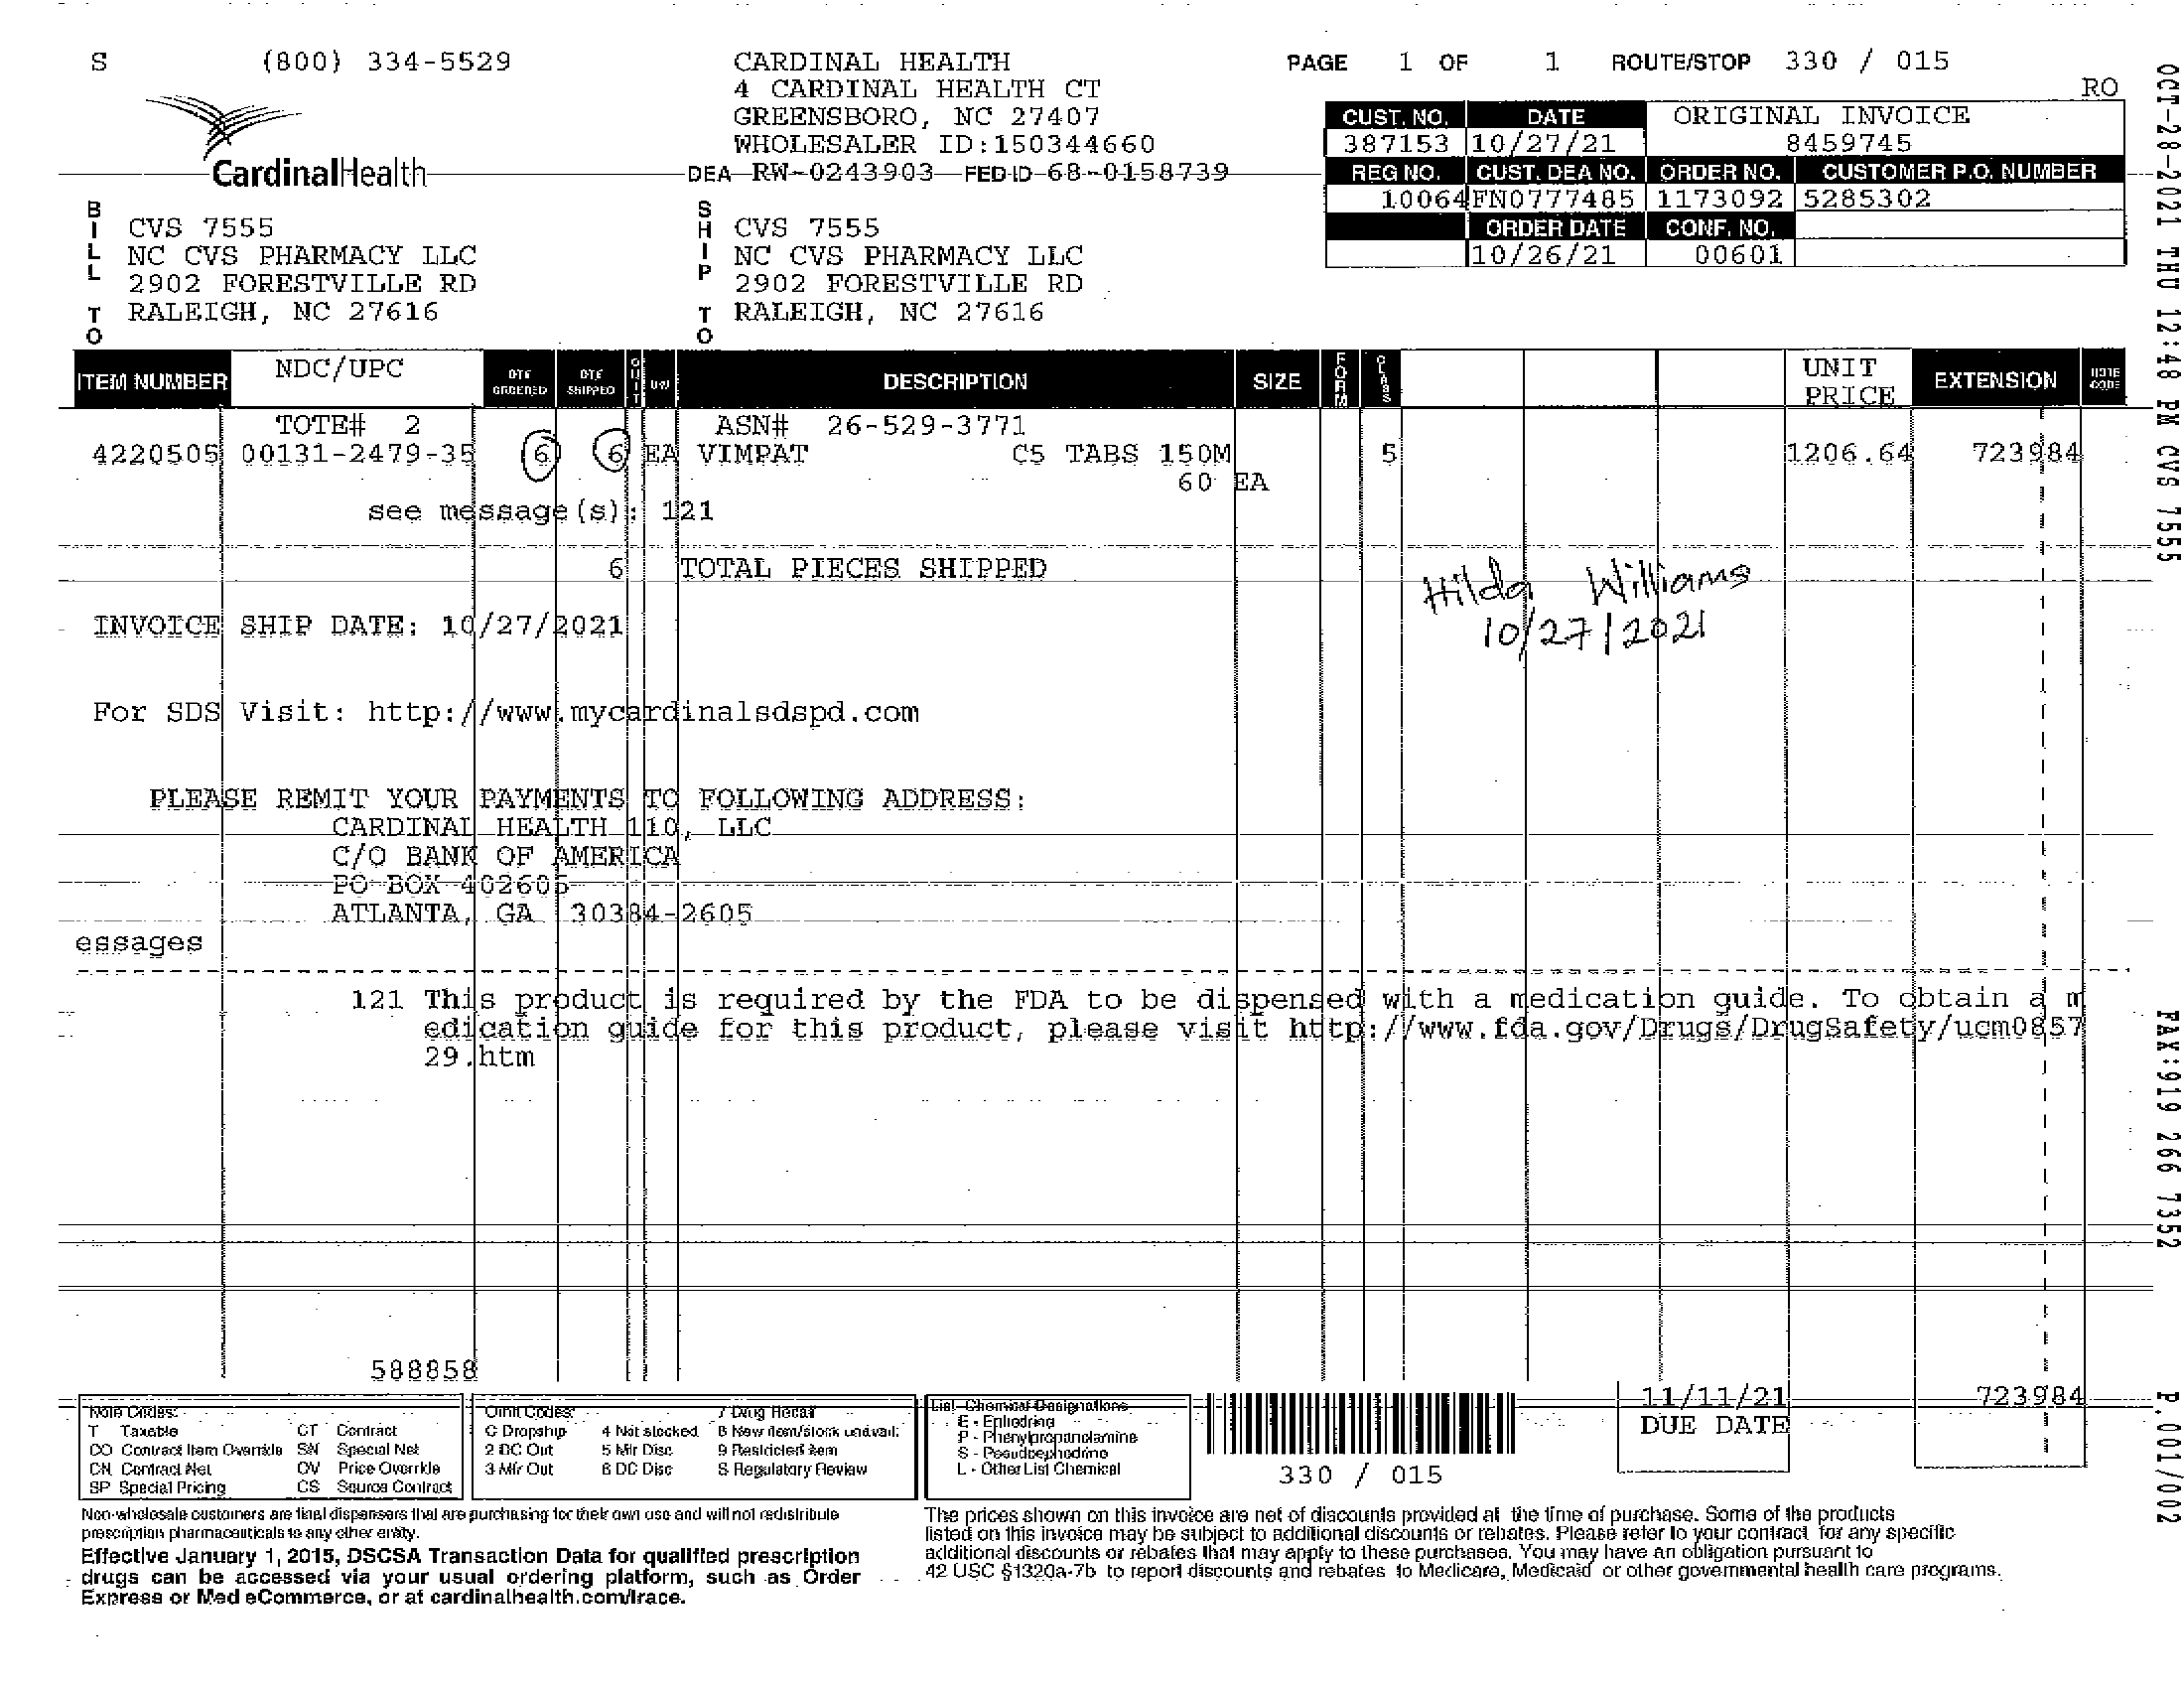 S (800) 334-5529 CARDINAL HEALTH PAGE 1 OF 1 ROUTE/STOP 330 / 015
4 CARDINAL HEALTH CT RO
GREENSBORO, NC 27407
WHOLESALER ID:150344660
CardinalHealth DEA RW-0243903 FED ID 68-0158739
CUST. NO. DATE ORIGINAL INVOICE
387153 10/27/21 8459745
REG NO. CUST. DEA NO. ORDER NO. CUSTOMER P.O. NUMBER
10064 FN0777485 1173092 5285302
ORDER DATE CONF. NO.
10/26/21 00601
BILL TO
CVS 7555
NC CVS PHARMACY LLC
2902 FORESTVILLE RD
RALEIGH, NC 27616
SHIP TO
CVS 7555
NC CVS PHARMACY LLC
2902 FORESTVILLE RD
RALEIGH, NC 27616
ITEM NUMBER NDC/UPC QTY ORDERED QTY SHIPPED UNIT DESCRIPTION SIZE FORM CLASS UNIT PRICE EXTENSION NOTE CODE
TOTE# 2 ASN# 26-529-3771
4220505 00131-2479-35 6 6 EA VIMPAT C5 TABS 150M 5 1206.64 723984
60 EA
see message(s): 121
6 TOTAL PIECES SHIPPED
Hilda Williams
10/27/2021
INVOICE SHIP DATE: 10/27/2021
For SDS Visit: http://www.mycardinalsdspd.com
PLEASE REMIT YOUR PAYMENTS TO FOLLOWING ADDRESS:
CARDINAL HEALTH 110, LLC
C/O BANK OF AMERICA
PO BOX 402605
ATLANTA, GA 30384-2605
essages
121 This product is required by the FDA to be dispensed with a medication guide. To obtain a m
edication guide for this product, please visit http://www.fda.gov/Drugs/DrugSafety/ucm0857
29.htm
588858
Note Codes:
T Taxable CT Contract
CO Contract Item Override SN Special Net
CN Contract Net OV Price Override
SP Special Pricing CS Source Contract
Omit Codes: 7 Drug Recall
C Dropship 4 Not stocked 8 New item/stock unavail:
2 DC Out 5 Mfr Disc 9 Restricted item
3 Mfr Out 6 DC Disc S Regulatory Review
List Chemical Designations
E - Ephedrine
P - Phenylpropanolamine
S - Pseudoephedrine
L - Other List Chemical
330 / 015
11/11/21
DUE DATE
723984
Non-wholesale customers are final dispensers that are purchasing for their own use and will not redistribute
prescription pharmaceuticals to any other entity.
Effective January 1, 2015, DSCSA Transaction Data for qualified prescription
drugs can be accessed via your usual ordering platform, such as Order
Express or Med eCommerce, or at cardinalhealth.com/trace.
The prices shown on this invoice are net of discounts provided at the time of purchase. Some of the products
listed on this invoice may be subject to additional discounts or rebates. Please refer to your contract for any specific
additional discounts or rebates that may apply to these purchases. You may have an obligation pursuant to
42 USC §1320a-7b to report discounts and rebates to Medicare, Medicaid or other governmental health care programs.
OCT-28-2021 THU 12:48 PM CVS 7555 FAX:919 266 7352 P.001/002